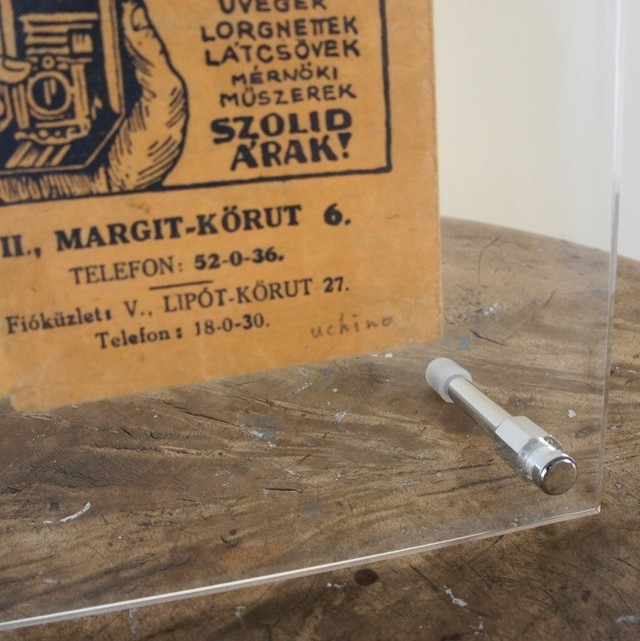 ÜVEGEK
LORGNETTEK
LÁTCSÖVEK
MÉRNÖKI
MŰSZEREK
SZOLID
ÁRAK!
II., MARGIT-KÖRUT 6.
TELEFON: 52-0-36.
Fióküzlet: V., LIPÓT-KÖRUT 27.
Telefon: 18-0-30.
uchino